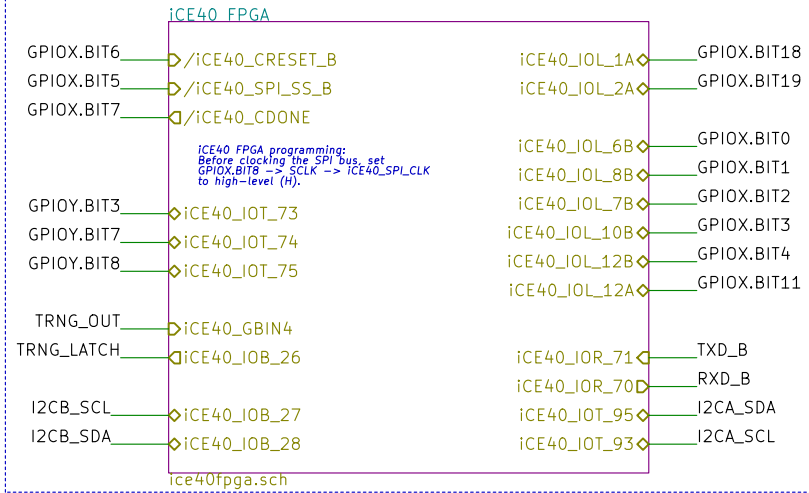 iCE40 FPGA
GPIOX.BIT6 /iCE40_CRESET_B iCE40_IOL_1A GPIOX.BIT18
GPIOX.BIT5 /iCE40_SPI_SS_B iCE40_IOL_2A GPIOX.BIT19
GPIOX.BIT7 /iCE40_CDONE
iCE40_IOL_6B GPIOX.BIT0
iCE40 FPGA programming:
Before clocking the SPI bus, set
GPIOX.BIT8 -> SCLK -> iCE40_SPI_CLK
to high-level (H).
iCE40_IOL_8B GPIOX.BIT1
iCE40_IOL_7B GPIOX.BIT2
GPIOY.BIT3 iCE40_IOT_73
iCE40_IOL_10B GPIOX.BIT3
GPIOY.BIT7 iCE40_IOT_74
iCE40_IOL_12B GPIOX.BIT4
GPIOY.BIT8 iCE40_IOT_75
iCE40_IOL_12A GPIOX.BIT11
TRNG_OUT iCE40_GBIN4
TRNG_LATCH iCE40_IOB_26 iCE40_IOR_71 TXD_B
iCE40_IOR_70 RXD_B
I2CB_SCL iCE40_IOB_27 iCE40_IOT_95 I2CA_SDA
I2CB_SDA iCE40_IOB_28 iCE40_IOT_93 I2CA_SCL
ice40fpga.sch